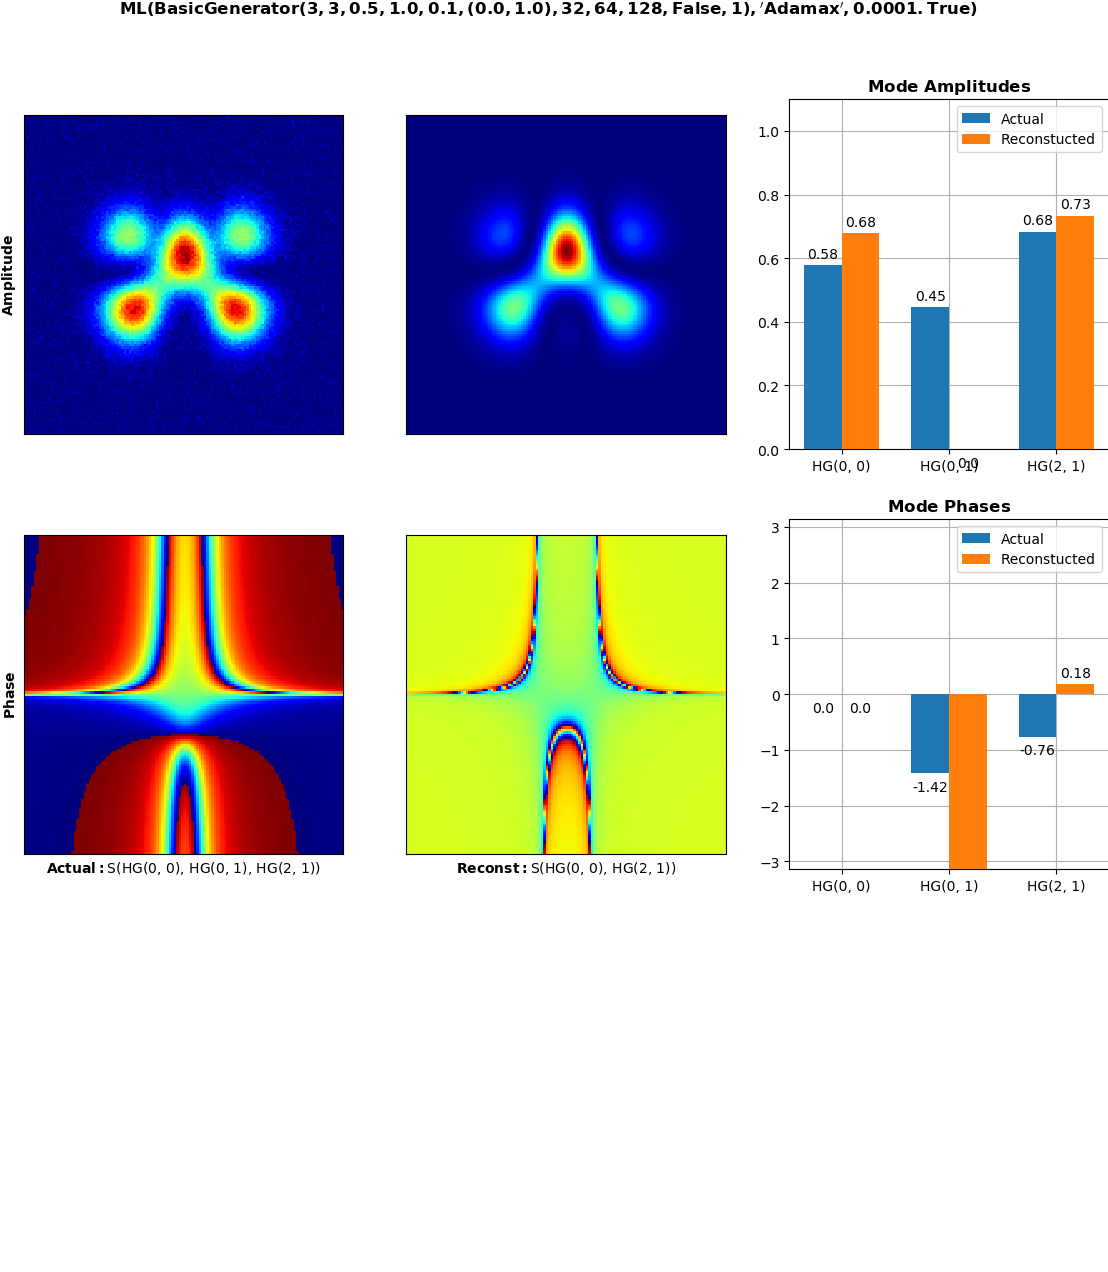 ML(BasicGenerator(3, 3, 0.5, 1.0, 0.1, (0.0, 1.0), 32, 64, 128, False, 1), 'Adamax', 0.0001. True)
Amplitude
Mode Amplitudes
Actual
Reconstucted
1.0
0.8
0.6
0.4
0.2
0.0
0.58
0.68
0.45
0.0
0.68
0.73
HG(0, 0)
HG(0, 1)
HG(2, 1)
Phase
Actual: S(HG(0, 0), HG(0, 1), HG(2, 1))
Reconst: S(HG(0, 0), HG(2, 1))
Mode Phases
Actual
Reconstucted
3
2
1
0
−1
−2
−3
0.0
0.0
-1.42
-0.76
0.18
HG(0, 0)
HG(0, 1)
HG(2, 1)